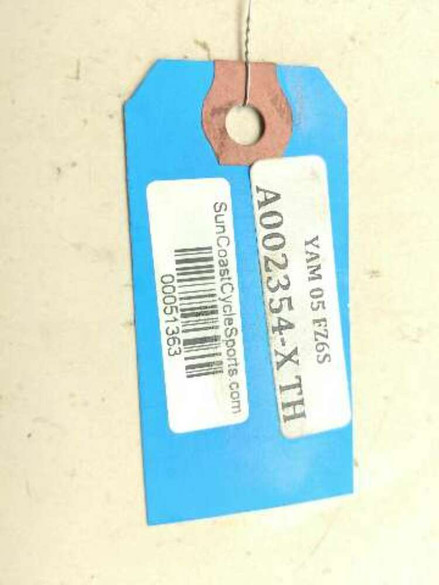 YAM 05 FZ6S
A002354-X TH
SunCoastCycleSports.com
00051363